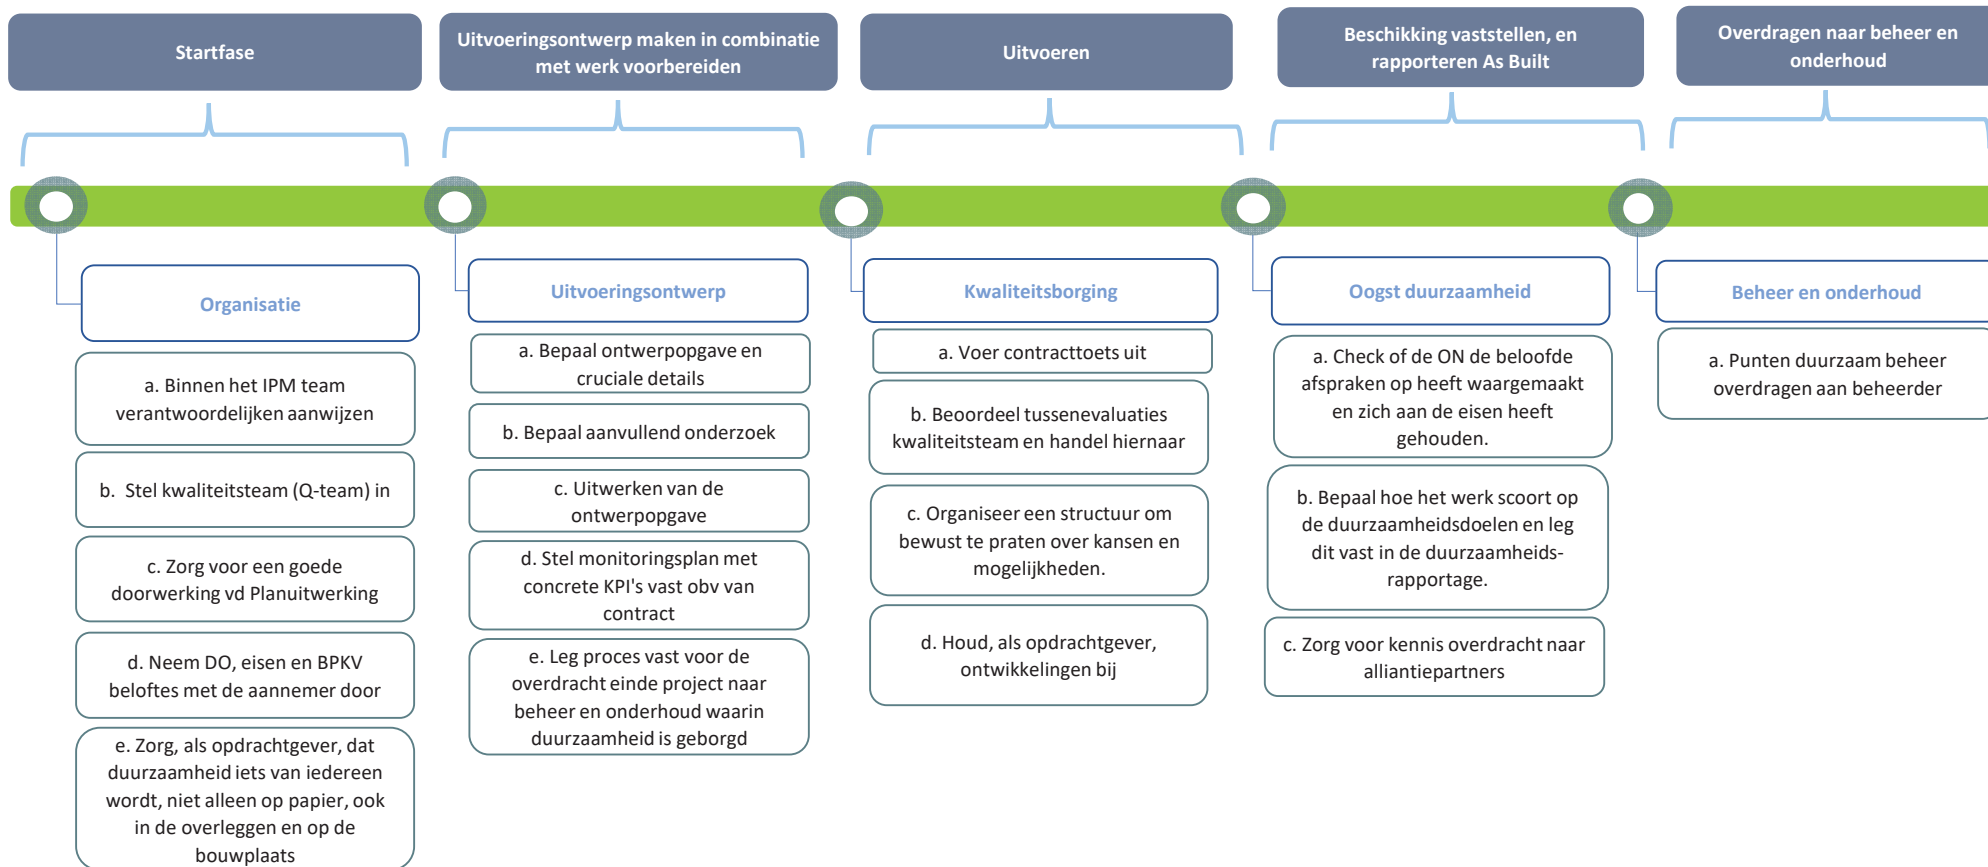 Startfase
Uitvoeringsontwerp maken in combinatie
met werk voorbereiden
Uitvoeren
Beschikking vaststellen, en
rapporteren As Built
Overdragen naar beheer en
onderhoud
Organisatie
a. Binnen het IPM team
verantwoordelijken aanwijzen
b. Stel kwaliteitsteam (Q-team) in
c. Zorg voor een goede
doorwerking vd Planuitwerking
d. Neem DO, eisen en BPKV
beloftes met de aannemer door
e. Zorg, als opdrachtgever, dat
duurzaamheid iets van iedereen
wordt, niet alleen op papier, ook
in de overleggen en op de
bouwplaats
Uitvoeringsontwerp
a. Bepaal ontwerpopgave en
cruciale details
b. Bepaal aanvullend onderzoek
c. Uitwerken van de
ontwerpopgave
d. Stel monitoringsplan met
concrete KPI's vast obv van
contract
e. Leg proces vast voor de
overdracht einde project naar
beheer en onderhoud waarin
duurzaamheid is geborgd
Kwaliteitsborging
a. Voer contracttoets uit
b. Beoordeel tussenevaluaties
kwaliteitsteam en handel hiernaar
c. Organiseer een structuur om
bewust te praten over kansen en
mogelijkheden.
d. Houd, als opdrachtgever,
ontwikkelingen bij
Oogst duurzaamheid
a. Check of de ON de beloofde
afspraken op heeft waargemaakt
en zich aan de eisen heeft
gehouden.
b. Bepaal hoe het werk scoort op
de duurzaamheidsdoelen en leg
dit vast in de duurzaamheids-
rapportage.
c. Zorg voor kennis overdracht naar
alliantiepartners
Beheer en onderhoud
a. Punten duurzaam beheer
overdragen aan beheerder